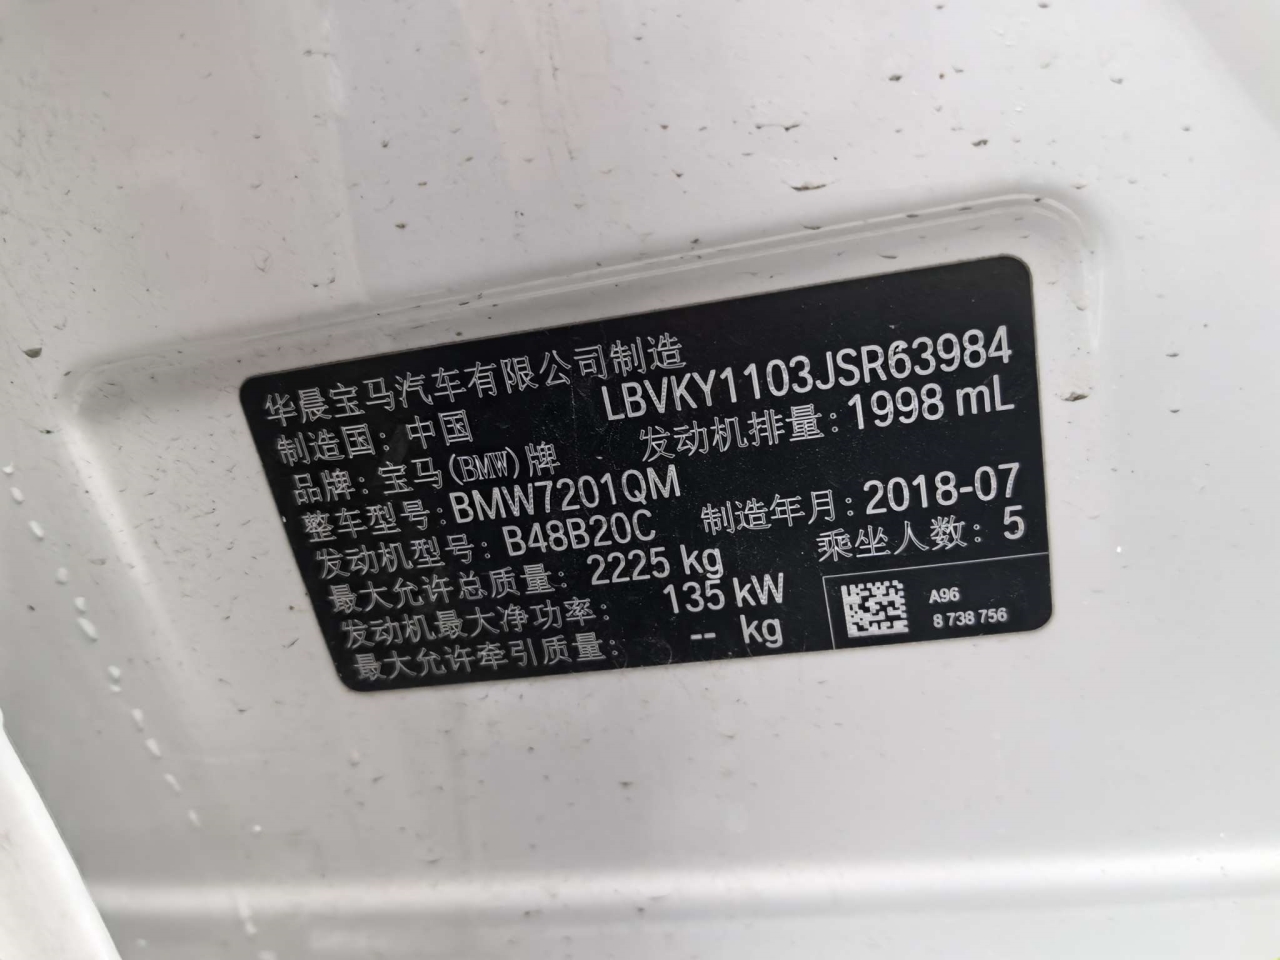 华晨宝马汽车有限公司制造
LBVKY1103JSR63984
制造国：中国
发动机排量：1998 mL
品牌：宝马(BMW)牌
整车型号：BMW7201QM
制造年月：2018-07
发动机型号：B48B20C
乘坐人数：5
最大允许总质量：2225 kg
发动机最大净功率：135 kW
最大允许牵引质量：-- kg
A96
8 738 756